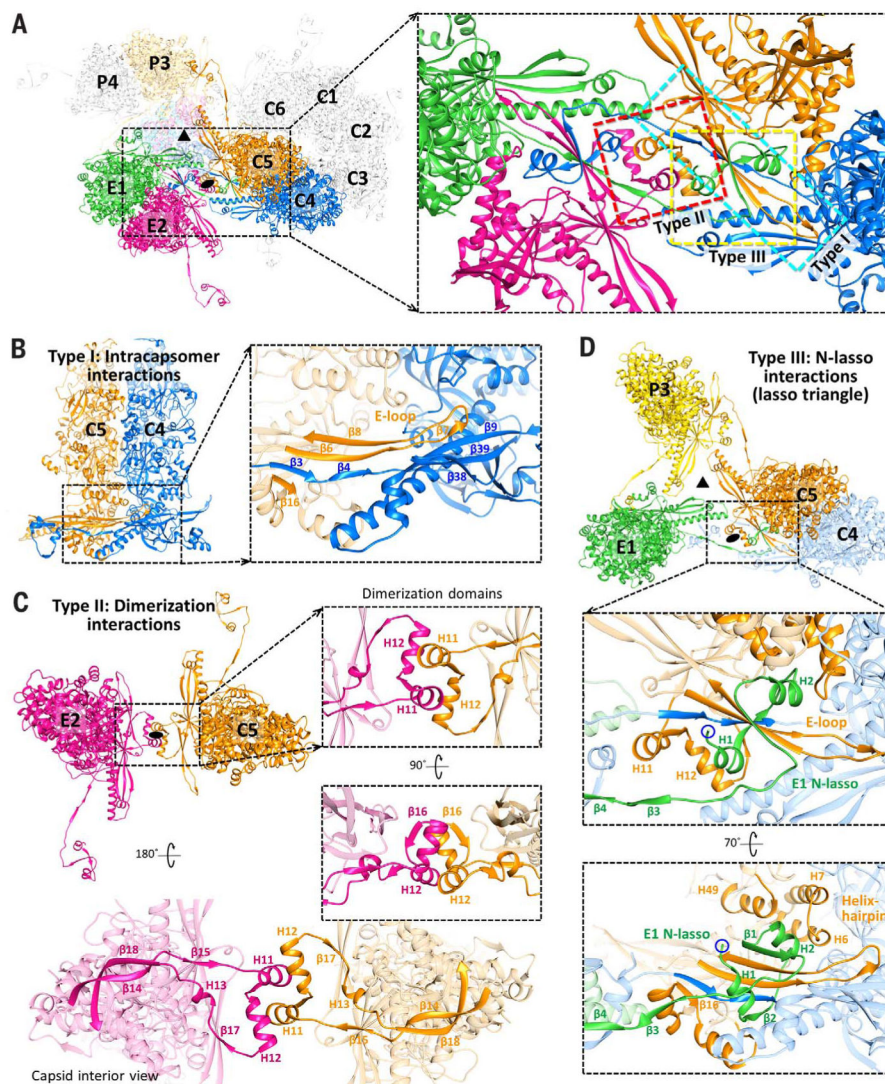 A
P4
P3
C6
C1
C2
C3
C5
C4
E1
E2
Type II
Type III
Type I
B
Type I: Intracapsomer
interactions
C5
C4
E-loop
β8
β6
β7
β9
β3
β4
β39
β38
β16
C
Type II: Dimerization
interactions
E2
C5
180°
Dimerization domains
H12
H11
H11
H12
90°
β16
β16
H12
H12
β18
β15
β14
H13
β17
H11
H12
H12
β17
H13
H11
β14
β16
β18
Capsid interior view
D
Type III: N-lasso
interactions
(lasso triangle)
P3
C5
C4
E1
H2
E-loop
H1
H11
H12
E1 N-lasso
β4
β3
70°
H7
H49
Helix-
hairpin
E1 N-lasso
β1
H2
H6
H1
β16
β4
β3
β2